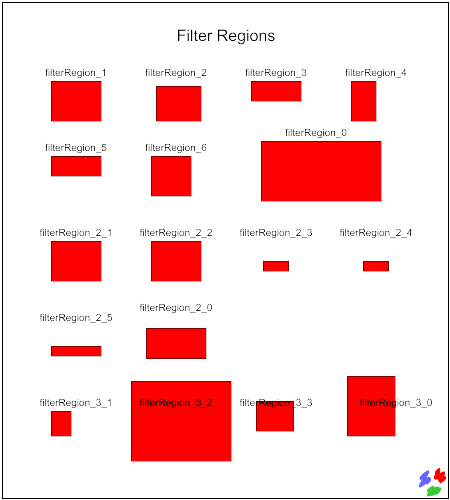 Filter Regions
filterRegion_1
filterRegion_2
filterRegion_3
filterRegion_4
filterRegion_5
filterRegion_6
filterRegion_0
filterRegion_2_1
filterRegion_2_2
filterRegion_2_3
filterRegion_2_4
filterRegion_2_5
filterRegion_2_0
filterRegion_3_1
filterRegion_3_2
filterRegion_3_3
filterRegion_3_0